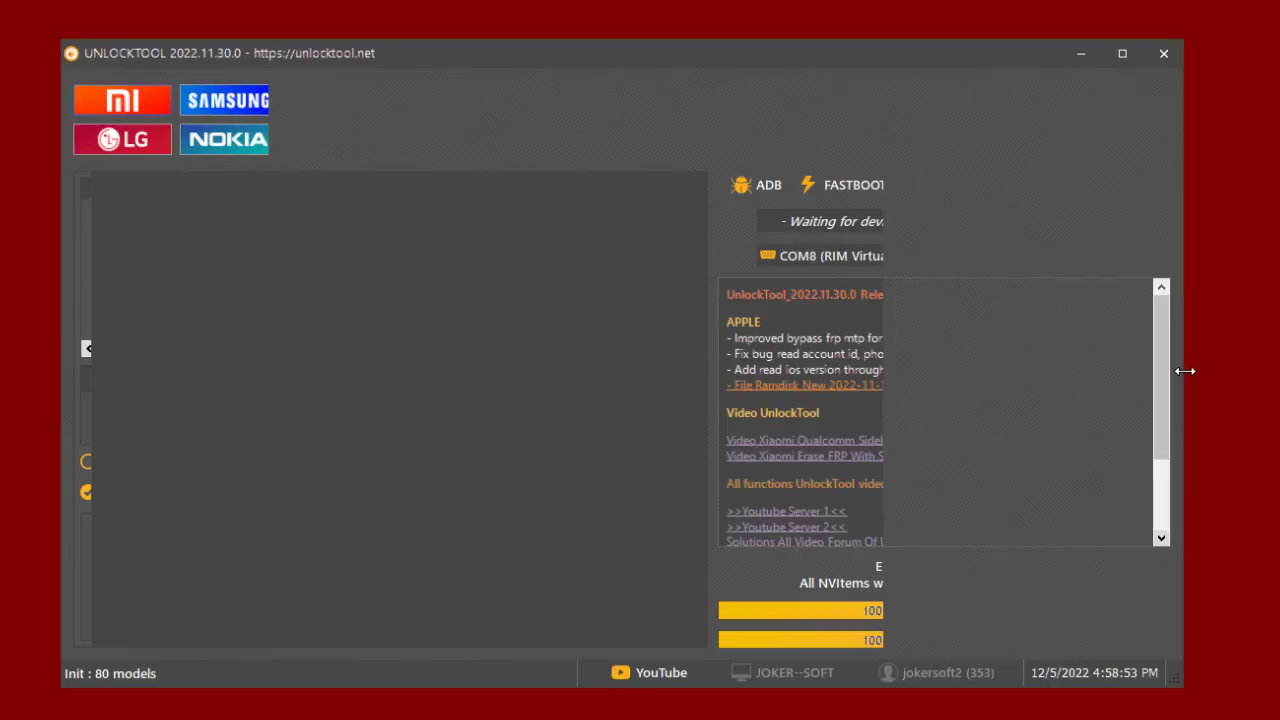 UNLOCKTOOL 2022.11.30.0 - https://unlocktool.net
mi SAMSUNG
LG NOKIA
ADB FASTBOOT
- Waiting for dev
COM8 (RIM Virtua
UnlockTool_2022.11.30.0 Rele
APPLE
- Improved bypass frp mtp for
- Fix bug read account id, pho
- Add read ios version through
- File Ramdisk New 2022-11-
Video UnlockTool
Video Xiaomi Qualcomm Sidel
Video Xiaomi Erase FRP With S
All functions UnlockTool video
>>Youtube Server 1<<
>>Youtube Server 2<<
Solutions All Video Forum Of U
E
All NVItems w
100
100
Init : 80 models
YouTube
JOKER--SOFT
jokersoft2 (353)
12/5/2022 4:58:53 PM